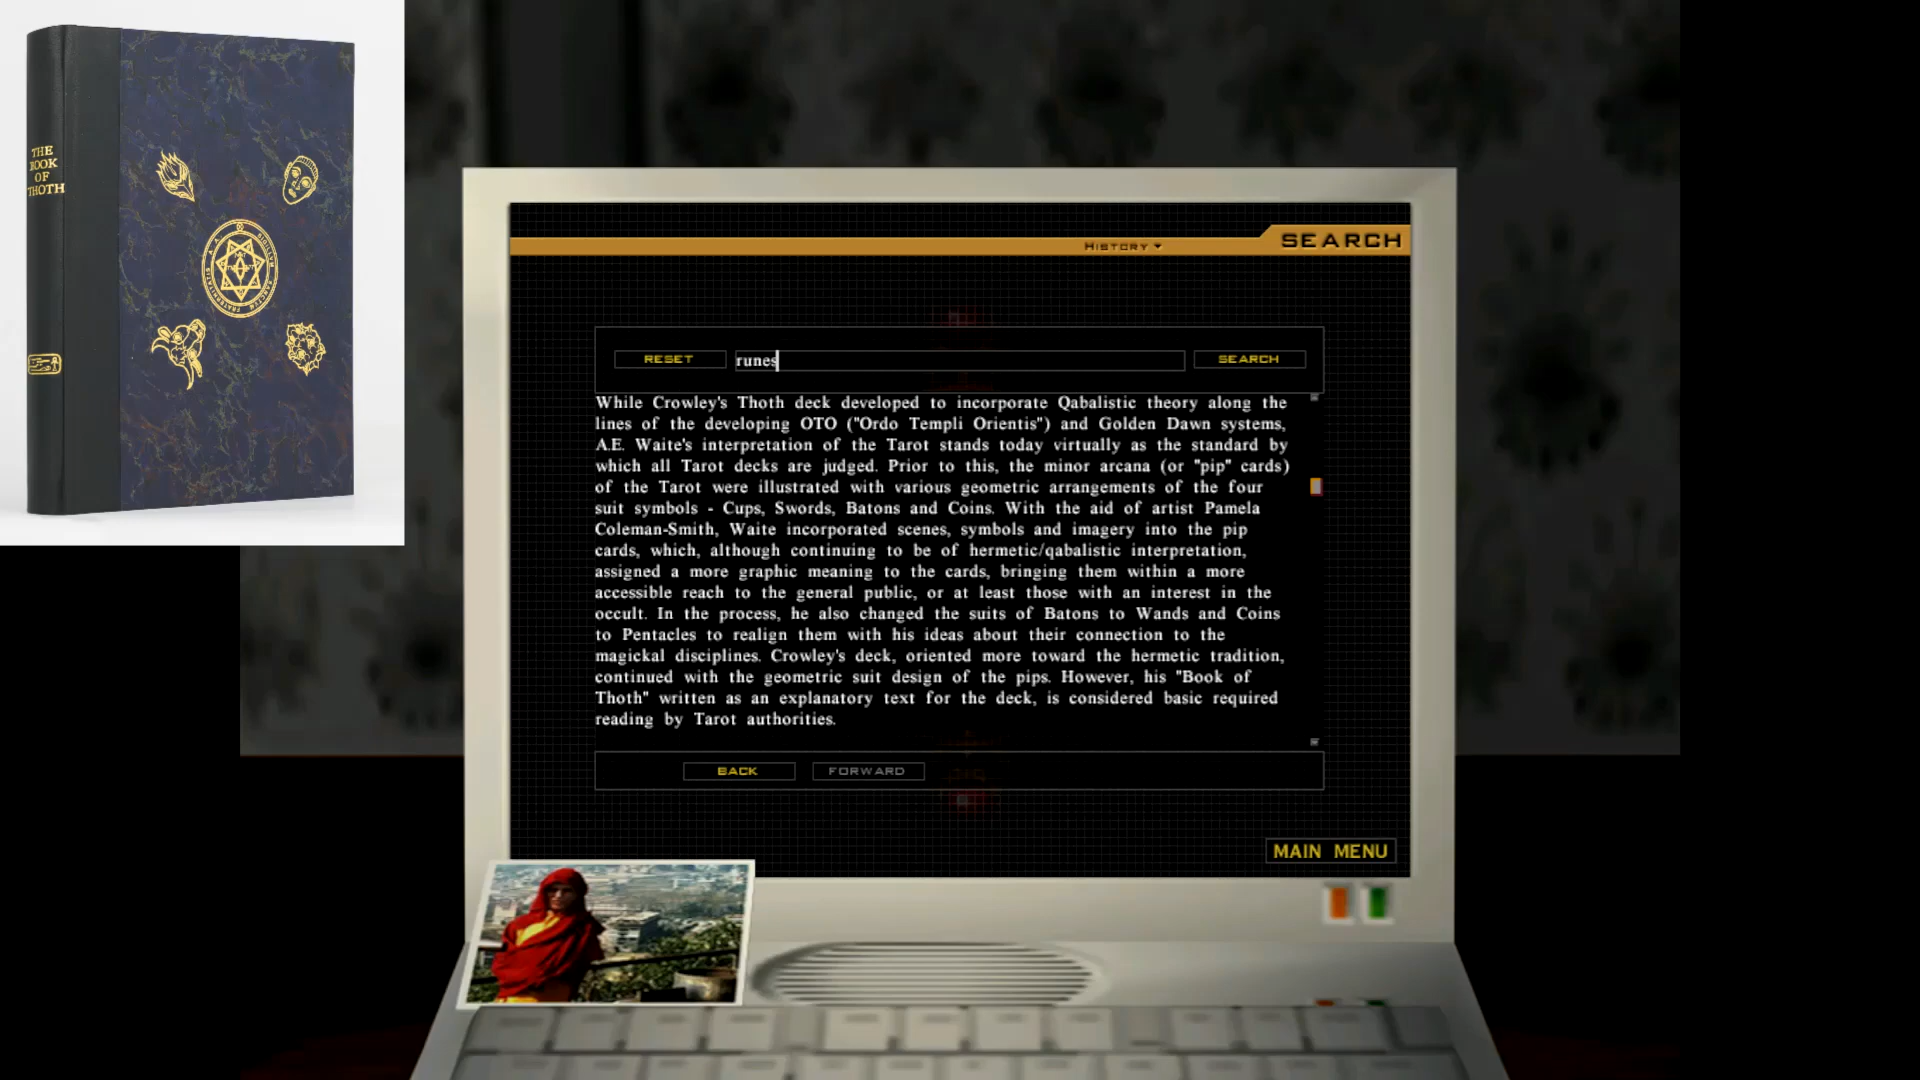 THE
BOOK
OF
THOTH
HISTORY
SEARCH
RESET
runes
SEARCH
While Crowley's Thoth deck developed to incorporate Qabalistic theory along the
lines of the developing OTO ("Ordo Templi Orientis") and Golden Dawn systems,
A.E. Waite's interpretation of the Tarot stands today virtually as the standard by
which all Tarot decks are judged. Prior to this, the minor arcana (or "pip" cards)
of the Tarot were illustrated with various geometric arrangements of the four
suit symbols - Cups, Swords, Batons and Coins. With the aid of artist Pamela
Coleman-Smith, Waite incorporated scenes, symbols and imagery into the pip
cards, which, although continuing to be of hermetic/qabalistic interpretation,
assigned a more graphic meaning to the cards, bringing them within a more
accessible reach to the general public, or at least those with an interest in the
occult. In the process, he also changed the suits of Batons to Wands and Coins
to Pentacles to realign them with his ideas about their connection to the
magickal disciplines. Crowley's deck, oriented more toward the hermetic tradition,
continued with the geometric suit design of the pips. However, his "Book of
Thoth" written as an explanatory text for the deck, is considered basic required
reading by Tarot authorities.
BACK
FORWARD
MAIN MENU